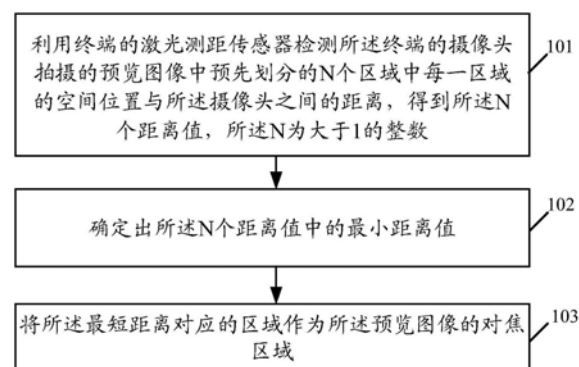 利用终端的激光测距传感器检测所述终端的摄像头
拍摄的预览图像中预先划分的N个区域中每一区域
的空间位置与所述摄像头之间的距离，得到所述N
个距离值，所述N为大于1的整数
101
确定出所述N个距离值中的最小距离值
102
将所述最短距离对应的区域作为所述预览图像的对焦
区域
103